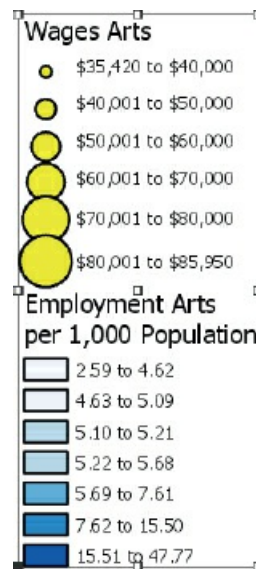 Wages Arts
$35,420 to $40,000
$40,001 to $50,000
$50,001 to $60,000
$60,001 to $70,000
$70,001 to $80,000
$80,001 to $85,950
Employment Arts
per 1,000 Population
2.59 to 4.62
4.63 to 5.09
5.10 to 5.21
5.22 to 5.68
5.69 to 7.61
7.62 to 15.50
15.51 to 47.77